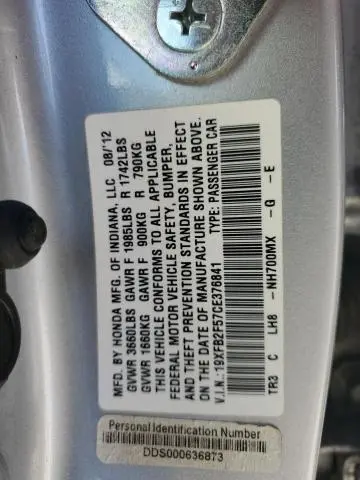 MFD. BY HONDA MFG. OF INDIANA, LLC 08/'12
GVWR 3660LBS GAWR F 1985LBS R 1742LBS
GVWR 1660KG GAWR F 900KG R 790KG
THIS VEHICLE CONFORMS TO ALL APPLICABLE
FEDERAL MOTOR VEHICLE SAFETY, BUMPER,
AND THEFT PREVENTION STANDARDS IN EFFECT
ON THE DATE OF MANUFACTURE SHOWN ABOVE.
V.I.N.: 19XFB2F57CE376841 TYPE: PASSENGER CAR
TR3 C LH8 - NH700MX - G - E
Personal Identification Number
DDS000636873